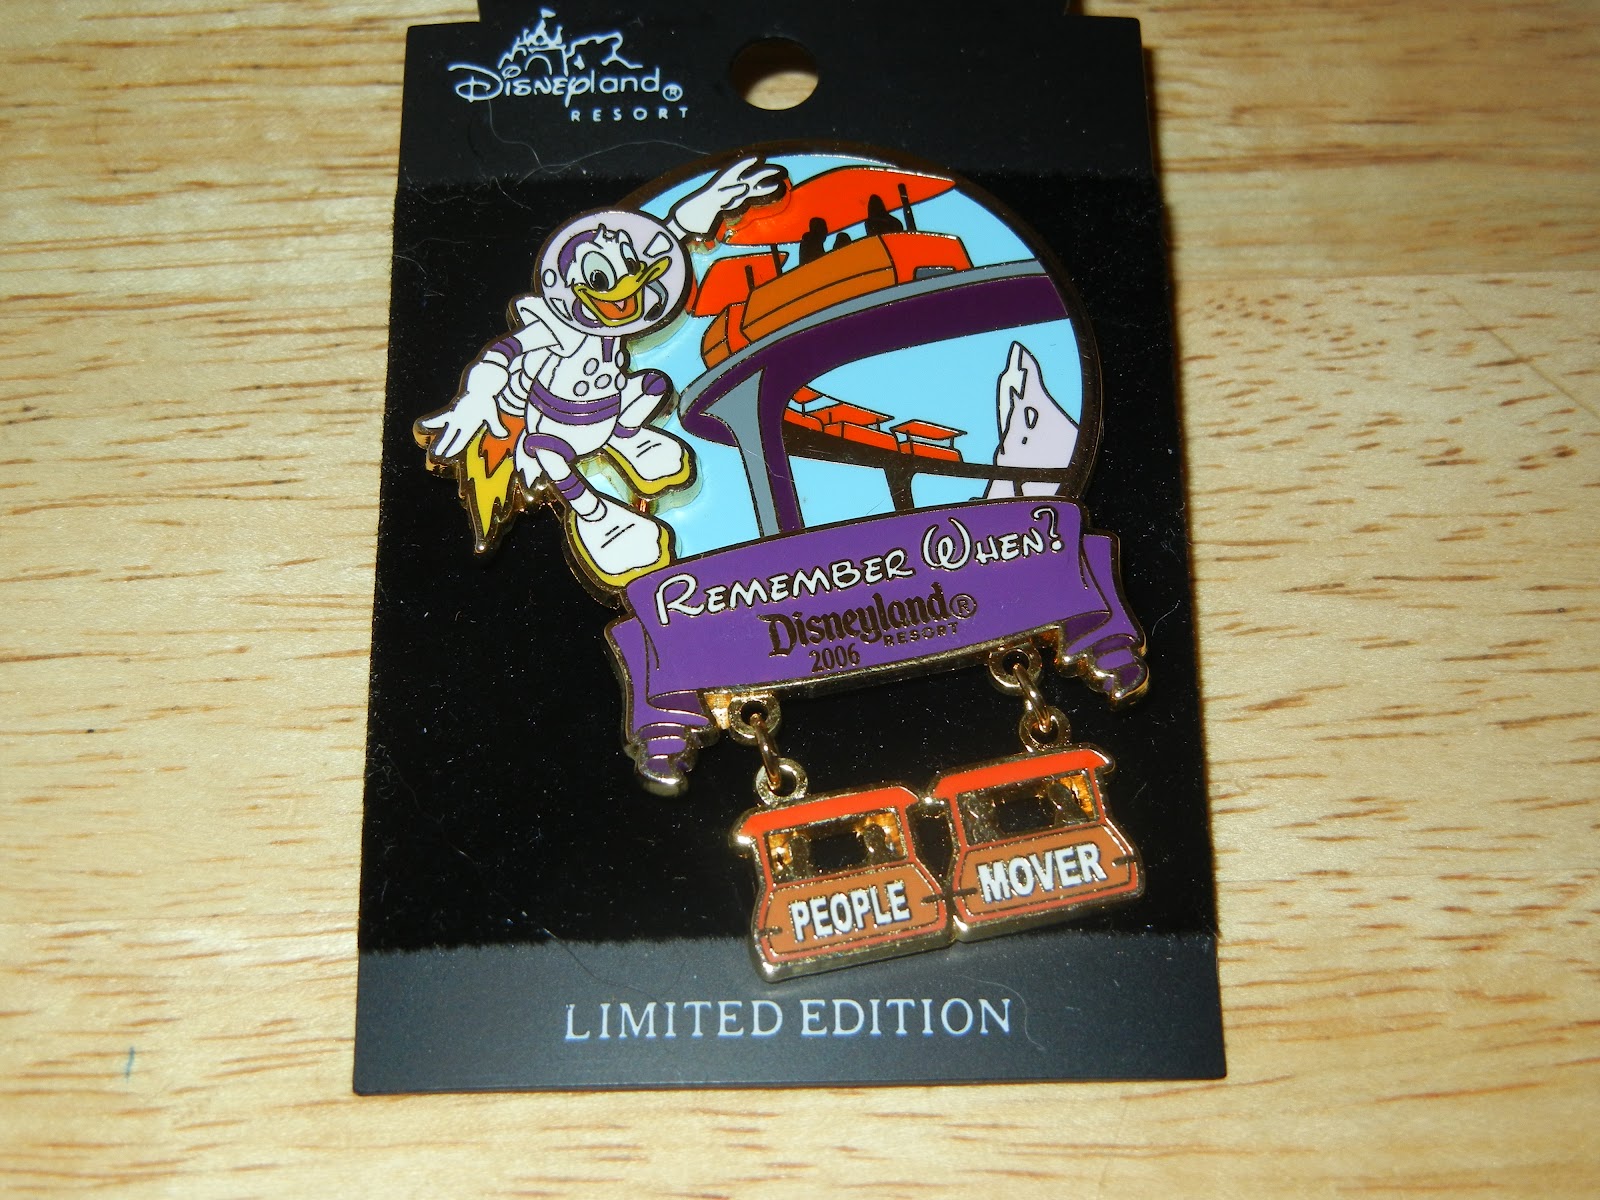 Disneyland®
RESORT
REMEMBER WHEN?
Disneyland®
RESORT
2006
PEOPLE
MOVER
LIMITED EDITION